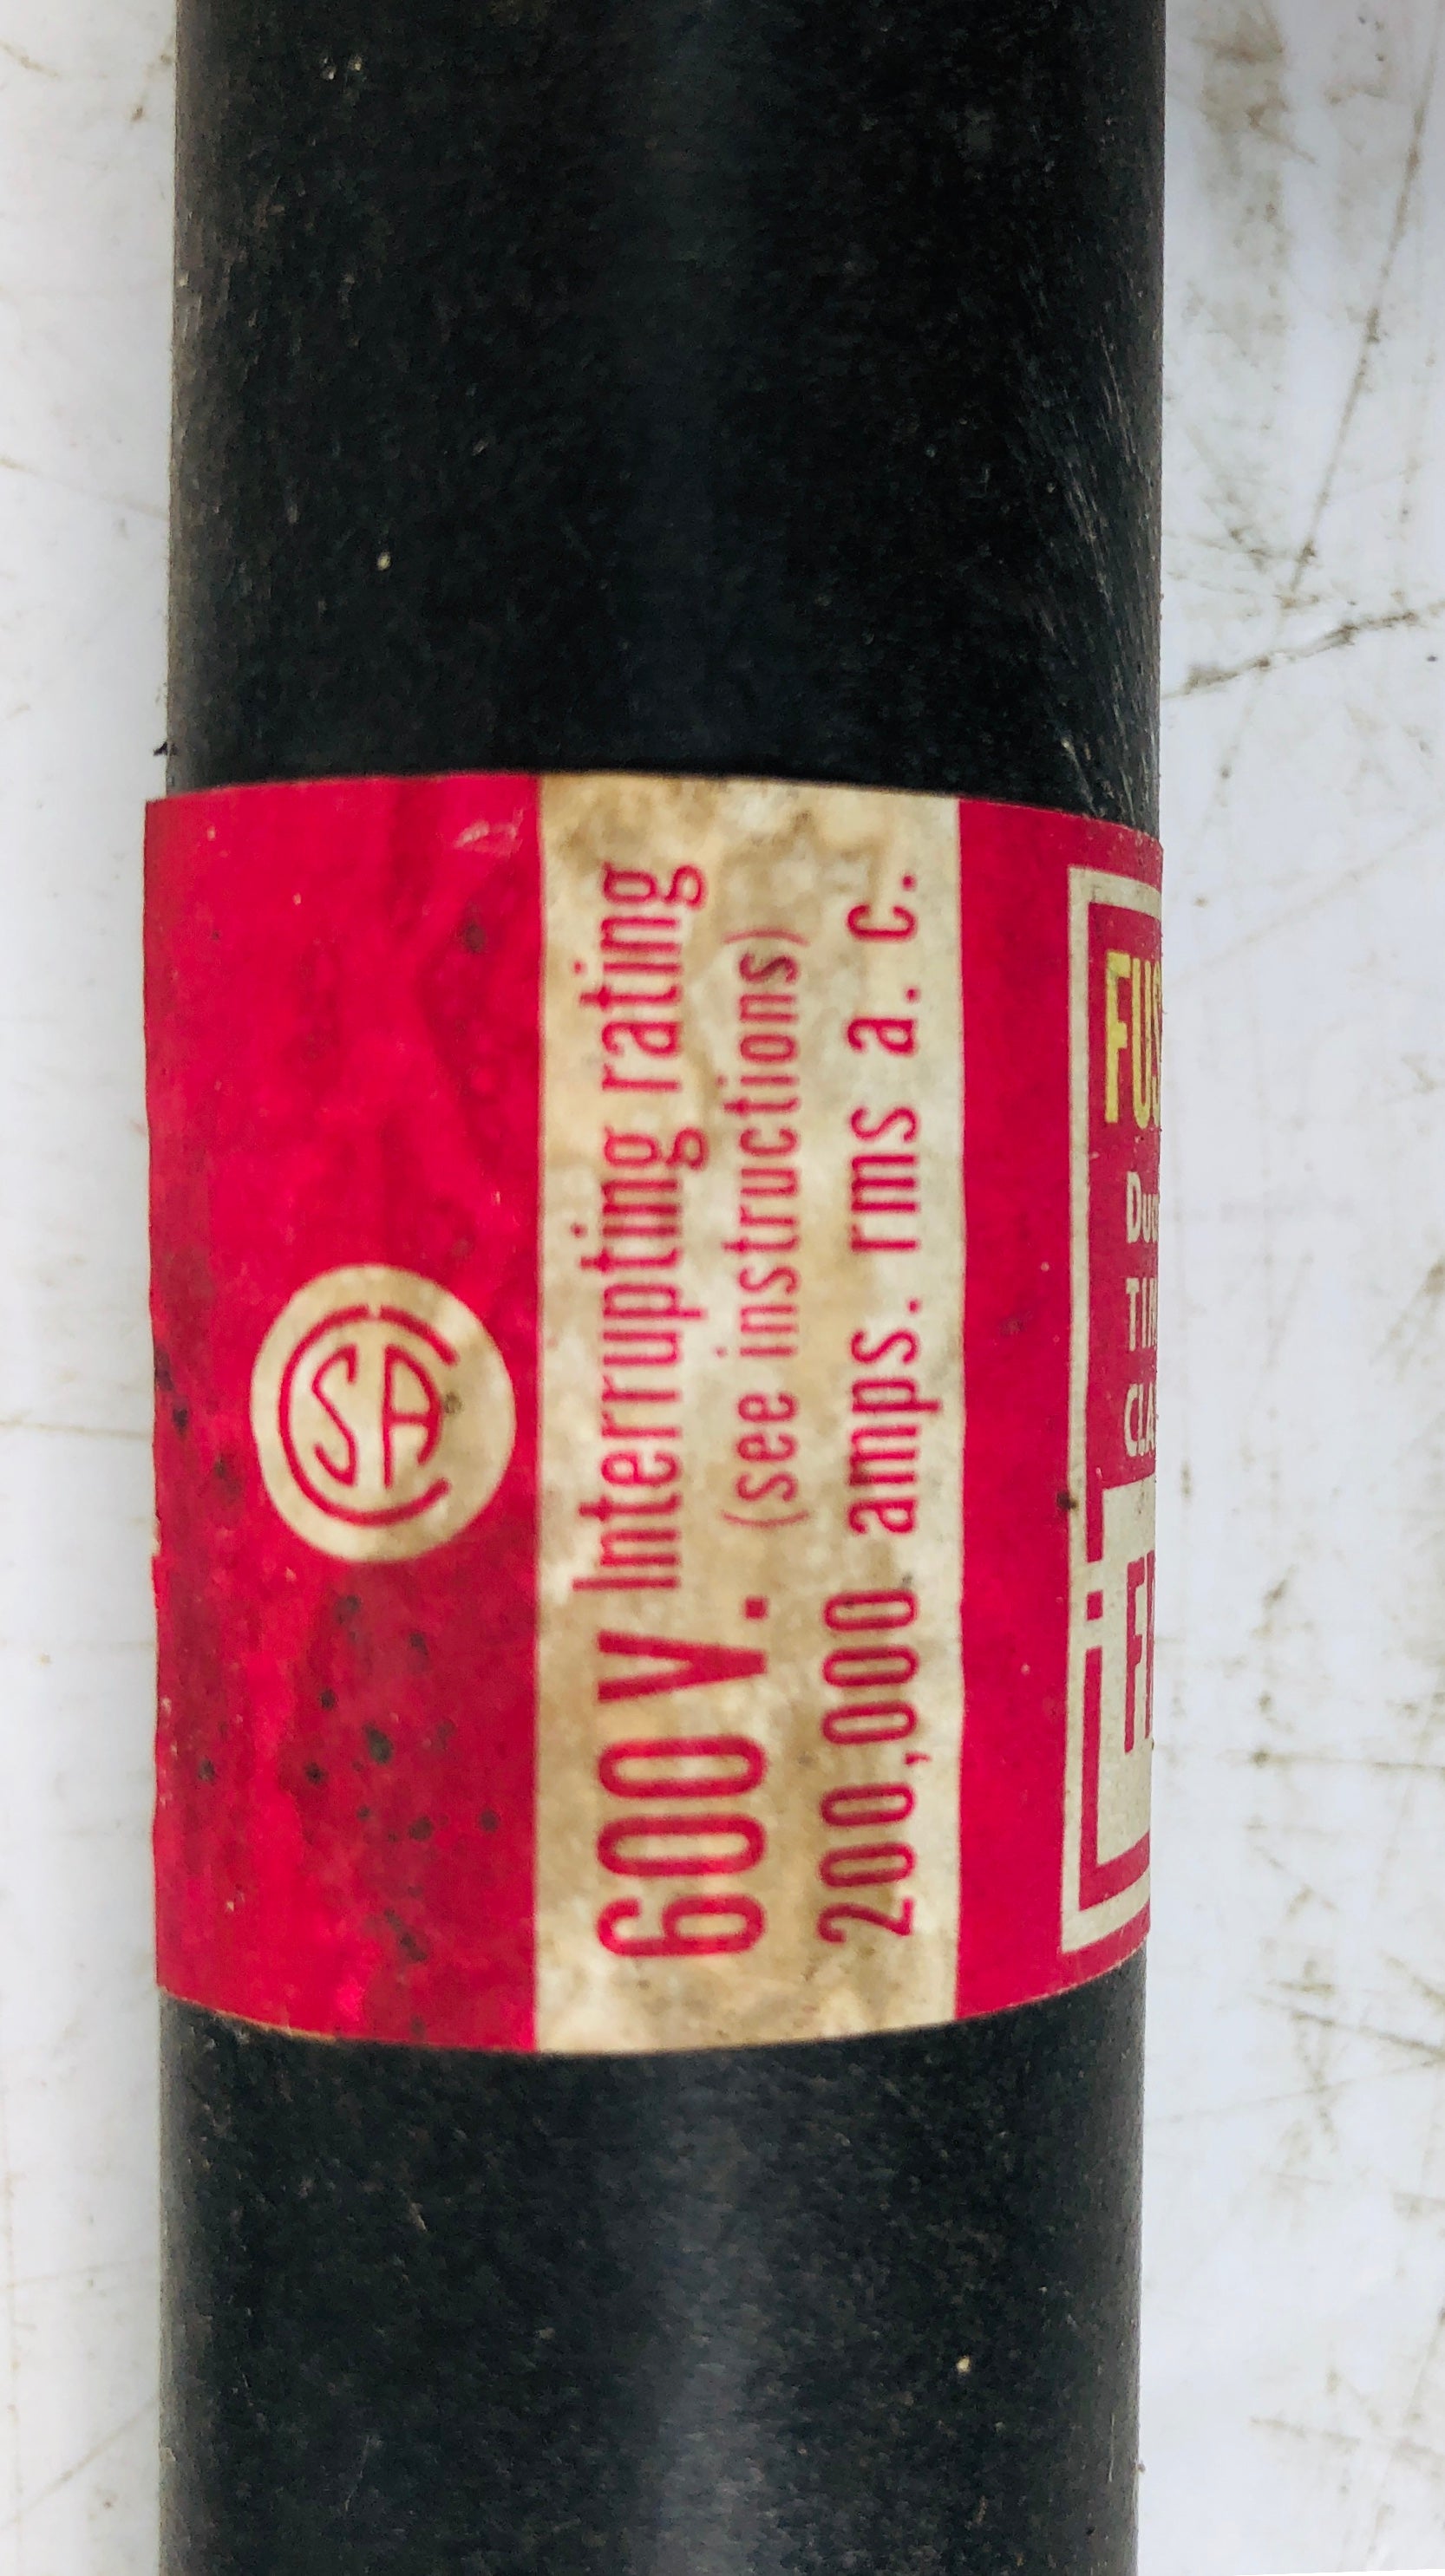 CSA
600 V. Interrupting rating
(see instructions)
200,000 amps. rms a. c.